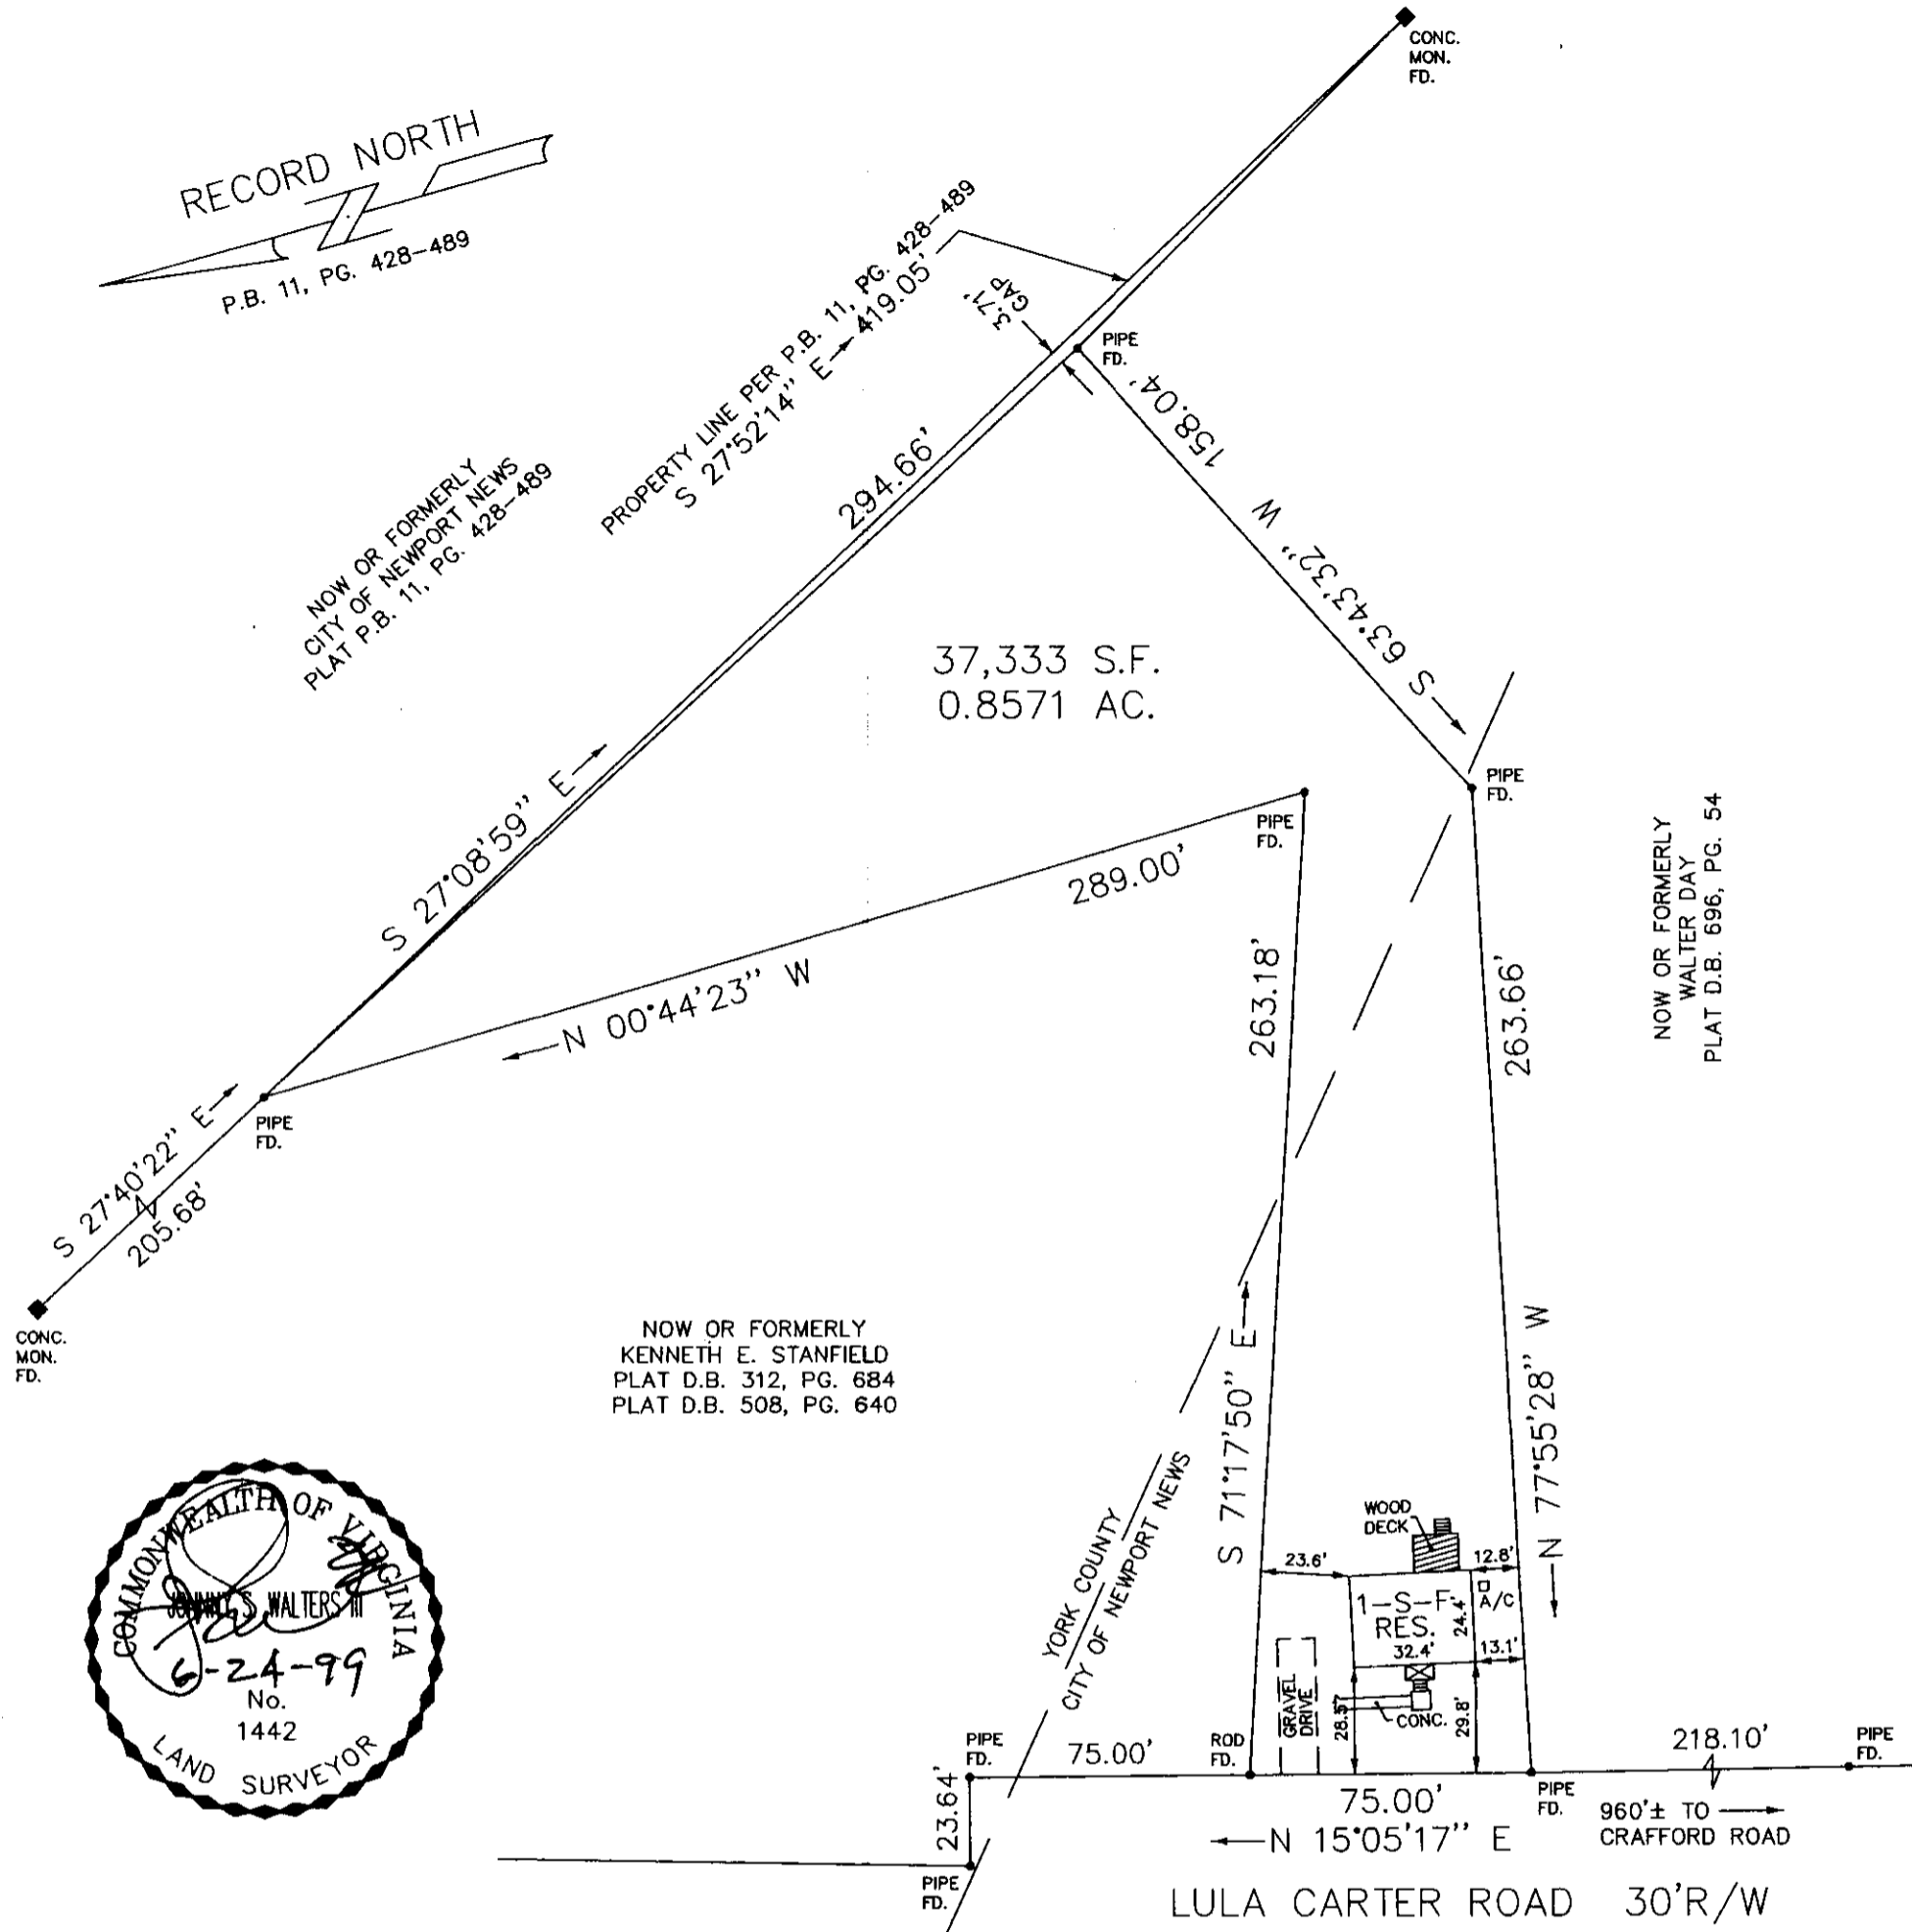 CONC.
MON.
FD.
RECORD NORTH
P.B. 11, PG. 428-489
PROPERTY LINE PER P.B. 11, PG. 428-489
S 27°52'14" E 419.05'
3.71'
GAP
PIPE
FD.
158.04'
S 63°43'32" W
294.66'
S 27°08'59" E
NOW OR FORMERLY
CITY OF NEWPORT NEWS
PLAT P.B. 11, PG. 428-489
37,333 S.F.
0.8571 AC.
PIPE
FD.
PIPE
FD.
289.00'
N 00°44'23" W
263.18'
S 71°17'50" E
263.66'
N 77°55'28" W
NOW OR FORMERLY
WALTER DAY
PLAT D.B. 696, PG. 54
PIPE
FD.
S 27°40'22" E
205.68'
CONC.
MON.
FD.
NOW OR FORMERLY
KENNETH E. STANFIELD
PLAT D.B. 312, PG. 684
PLAT D.B. 508, PG. 640
YORK COUNTY
CITY OF NEWPORT NEWS
WOOD
DECK
23.6'
12.8'
1-S-F
RES.
24.4'
A/C
32.4'
13.1'
GRAVEL
DRIVE
28.5'
CONC.
29.8'
COMMONWEALTH OF VIRGINIA
JOHNNY S. WALTERS III
6-24-99
No.
1442
LAND SURVEYOR
PIPE
FD.
75.00'
ROD
FD.
23.64'
PIPE
FD.
75.00'
N 15°05'17" E
PIPE
FD.
218.10'
PIPE
FD.
960'± TO
CRAFFORD ROAD
LULA CARTER ROAD 30'R/W